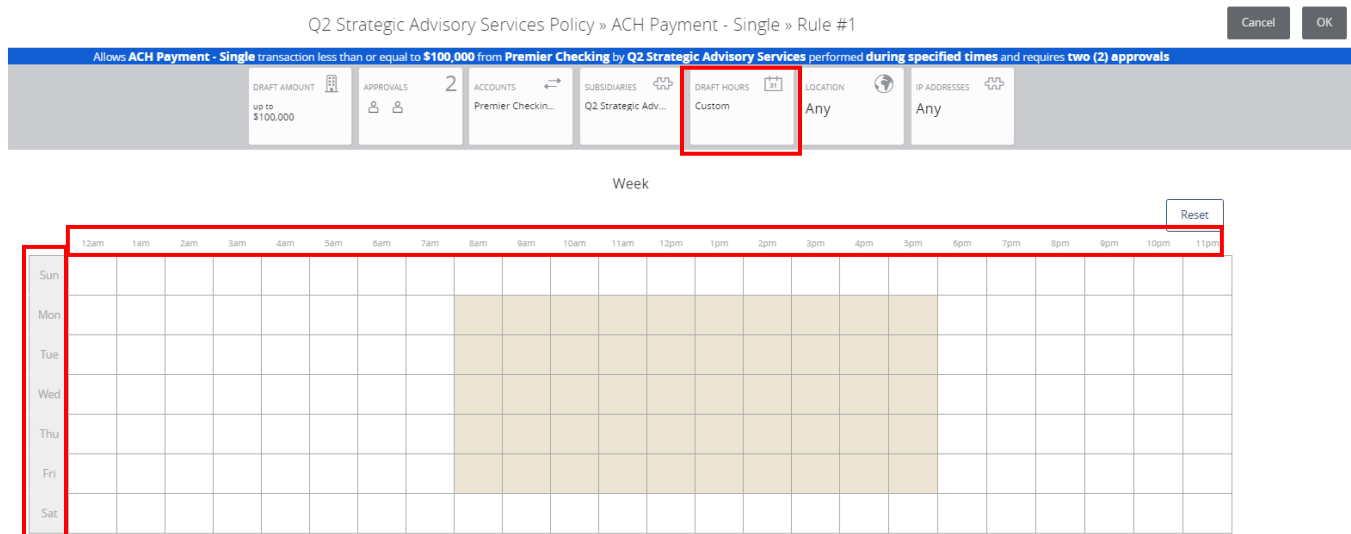 Q2 Strategic Advisory Services Policy » ACH Payment - Single » Rule #1
Cancel
OK
Allows ACH Payment - Single transaction less than or equal to $100,000 from Premier Checking by Q2 Strategic Advisory Services performed during specified times and requires two (2) approvals
DRAFT AMOUNT
up to
$100,000
APPROVALS 2
ACCOUNTS
Premier Checkin...
SUBSIDIARIES
Q2 Strategic Adv...
DRAFT HOURS 31
Custom
LOCATION
Any
IP ADDRESSES
Any
Week
Reset
12am 1am 2am 3am 4am 5am 6am 7am 8am 9am 10am 11am 12pm 1pm 2pm 3pm 4pm 5pm 6pm 7pm 8pm 9pm 10pm 11pm
Sun
Mon
Tue
Wed
Thu
Fri
Sat